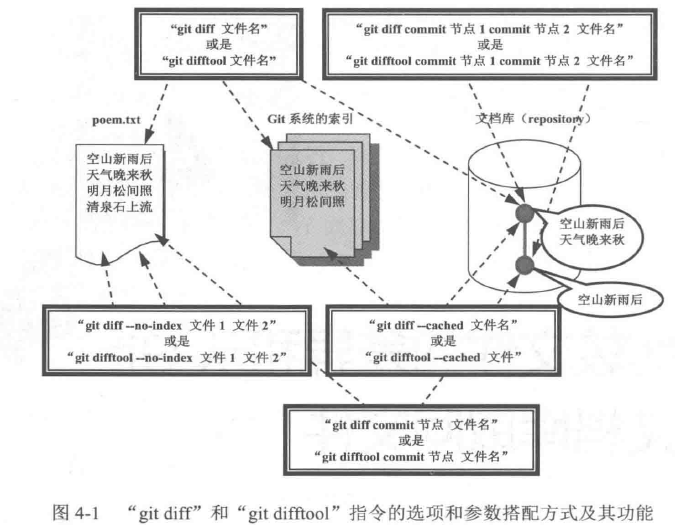 “git diff 文件名”
或是
“git difftool 文件名”
“git diff commit 节点 1 commit 节点 2 文件名”
或是
“git difftool commit 节点 1 commit 节点 2 文件名”
poem.txt
Git 系统的索引
文档库（repository）
空山新雨后
天气晚来秋
明月松间照
清泉石上流
空山新雨后
天气晚来秋
明月松间照
空山新雨后
天气晚来秋
空山新雨后
“git diff --no-index 文件 1 文件 2”
或是
“git difftool --no-index 文件 1 文件 2”
“git diff --cached 文件名”
或是
“git difftool --cached 文件”
“git diff commit 节点 文件名”
或是
“git difftool commit 节点 文件名”
图 4-1 “git diff”和“git difftool”指令的选项和参数搭配方式及其功能